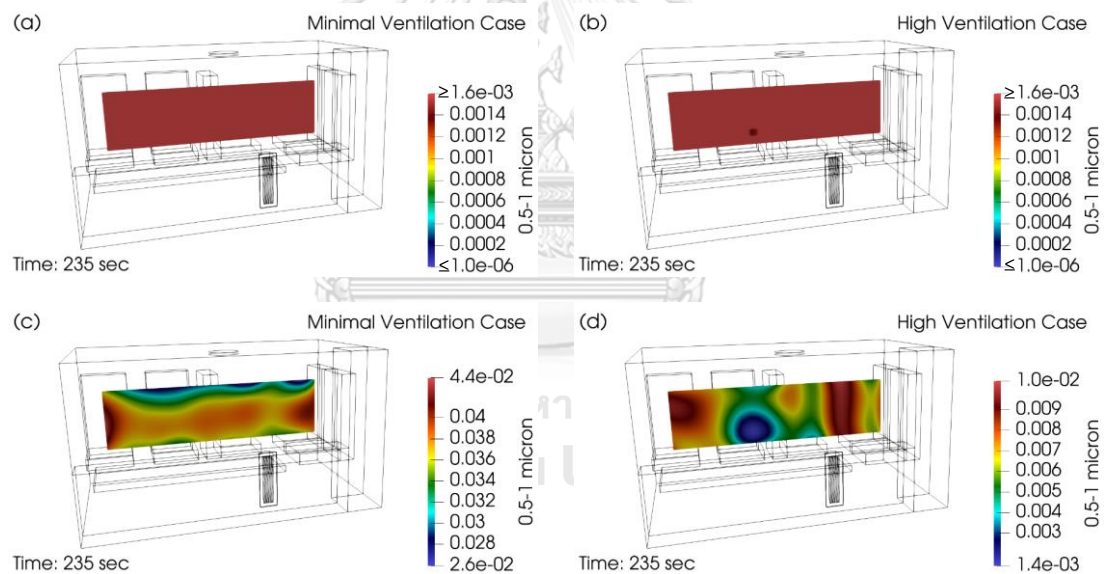 (a) Minimal Ventilation Case
≥1.6e-03
0.0014
0.0012
0.001
0.0008
0.0006
0.0004
0.0002
≤1.0e-06
0.5-1 micron
Time: 235 sec
(b) High Ventilation Case
≥1.6e-03
0.0014
0.0012
0.001
0.0008
0.0006
0.0004
0.0002
≤1.0e-06
0.5-1 micron
Time: 235 sec
(c) Minimal Ventilation Case
4.4e-02
0.04
0.038
0.036
0.034
0.032
0.03
0.028
2.6e-02
0.5-1 micron
Time: 235 sec
(d) High Ventilation Case
1.0e-02
0.009
0.008
0.007
0.006
0.005
0.004
0.003
1.4e-03
0.5-1 micron
Time: 235 sec